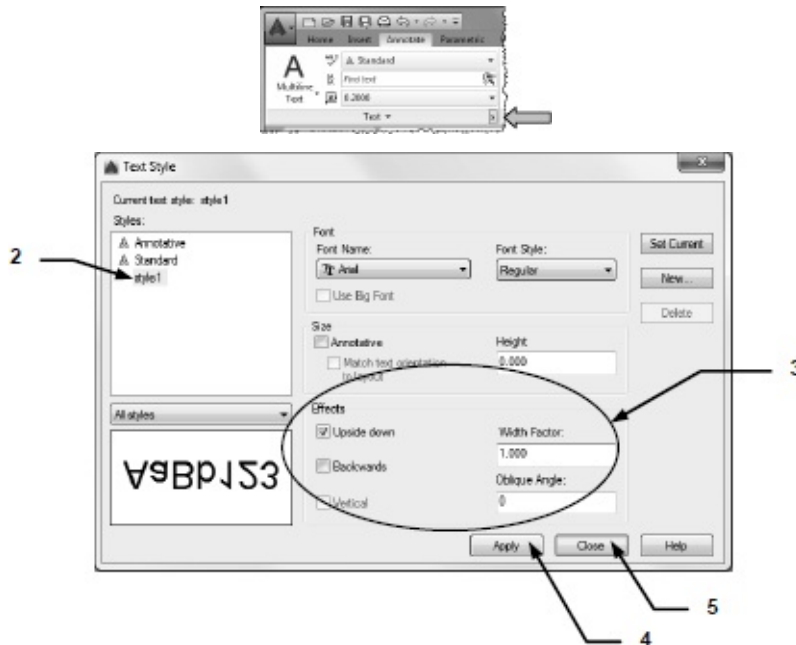 Home Insert Annotate Parametric
A
Multiline
Text
A Standard
Find text
0.2000
Text
Text Style
Current text style: style1
Styles:
Annotative
Standard
style1
All styles
AaBb123
Font
Font Name:
Arial
Use Big Font
Font Style:
Regular
Size
Annotative
Match text orientation
to layout
Height
0.000
Effects
Upside down
Backwards
Vertical
Width Factor:
1.000
Oblique Angle:
0
Set Current
New...
Delete
Apply
Close
Help
2
3
4
5